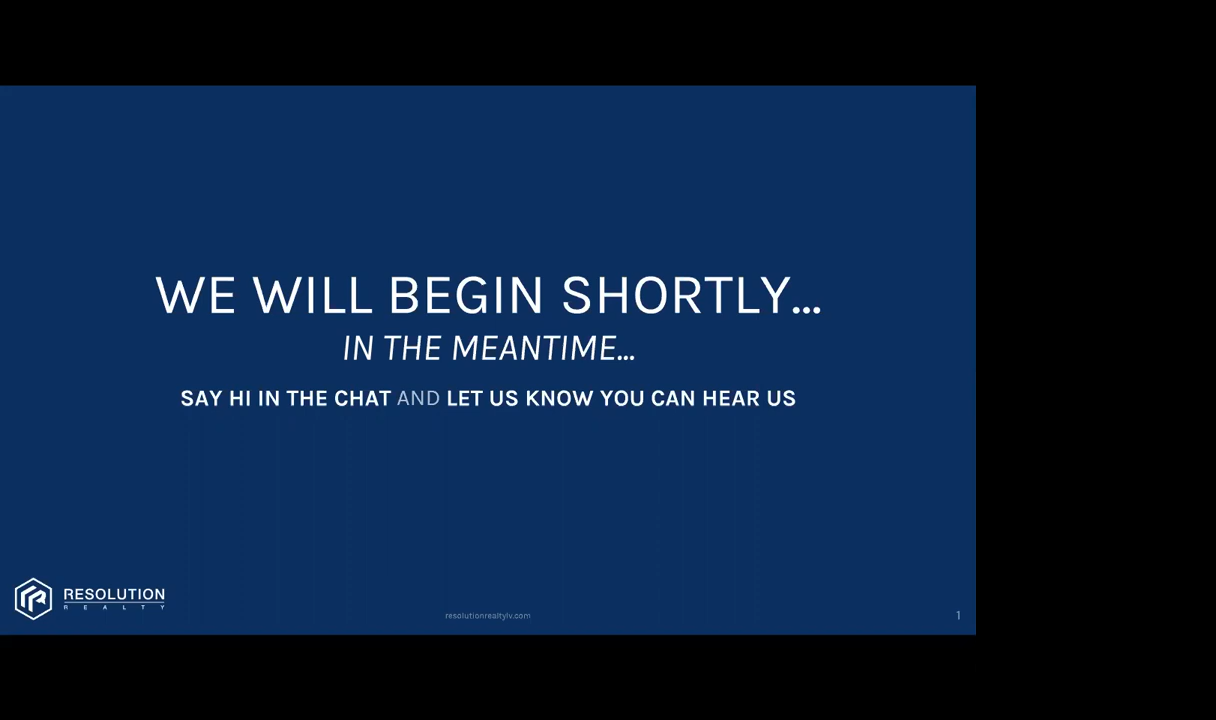 WE WILL BEGIN SHORTLY...
IN THE MEANTIME...
SAY HI IN THE CHAT AND LET US KNOW YOU CAN HEAR US
RESOLUTION
REALTY
resolutionrealtylv.com
1